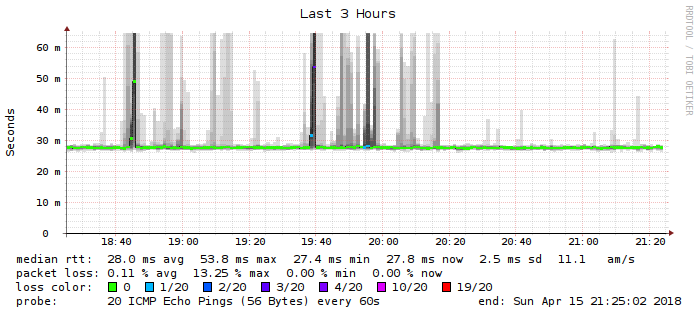 Last 3 Hours
RRDTOOL / TOBI OETIKER
Seconds
60 m
50 m
40 m
30 m
20 m
10 m
0
18:40 19:00 19:20 19:40 20:00 20:20 20:40 21:00 21:20
median rtt: 28.0 ms avg 53.8 ms max 27.4 ms min 27.8 ms now 2.5 ms sd 11.1 am/s
packet loss: 0.11 % avg 13.25 % max 0.00 % min 0.00 % now
loss color: 0 1/20 2/20 3/20 4/20 10/20 19/20
probe: 20 ICMP Echo Pings (56 Bytes) every 60s end: Sun Apr 15 21:25:02 2018